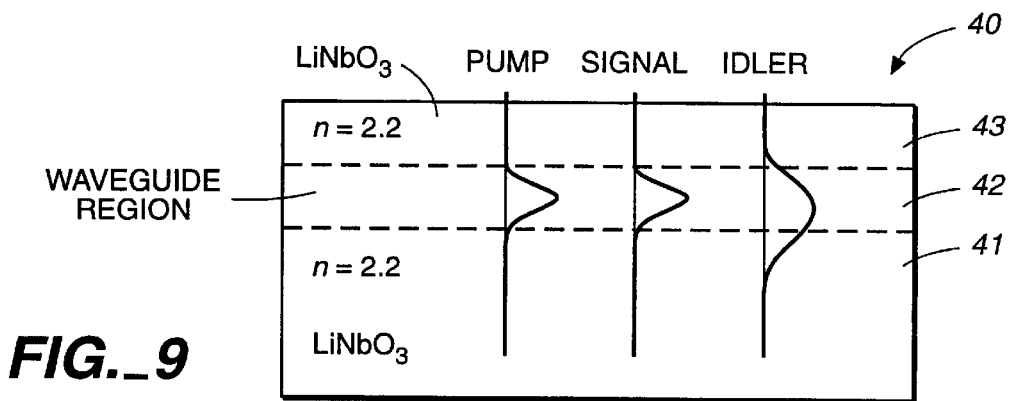 40
LiNbO3 PUMP SIGNAL IDLER
n = 2.2
43
WAVEGUIDE
REGION
42
n = 2.2
41
LiNbO3
FIG._9